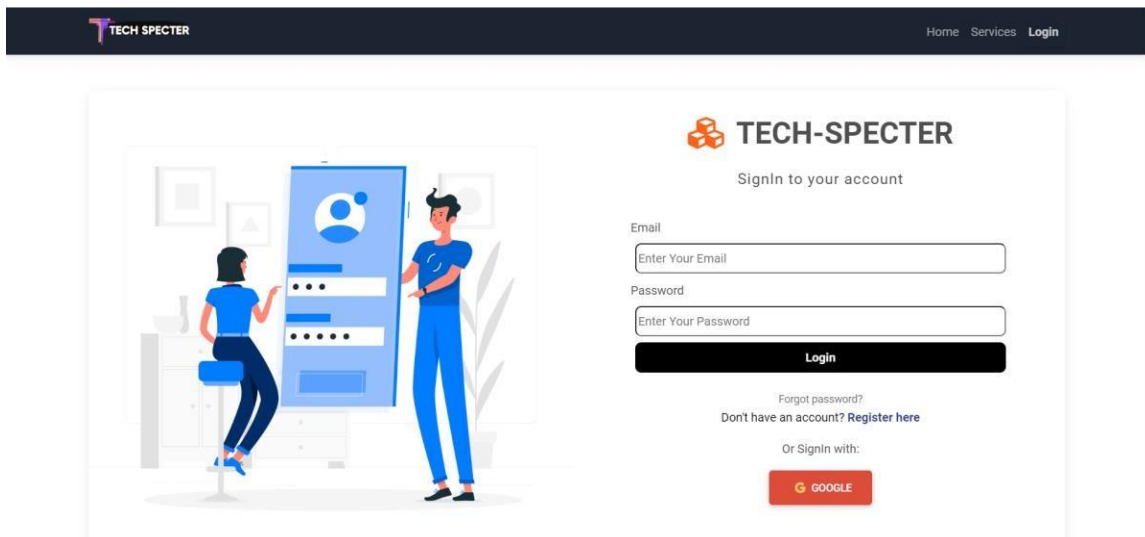 TECH SPECTER
Home Services Login
TECH-SPECTER
SignIn to your account
Email
Enter Your Email
Password
Enter Your Password
Login
Forgot password?
Don't have an account? Register here
Or SignIn with:
G GOOGLE